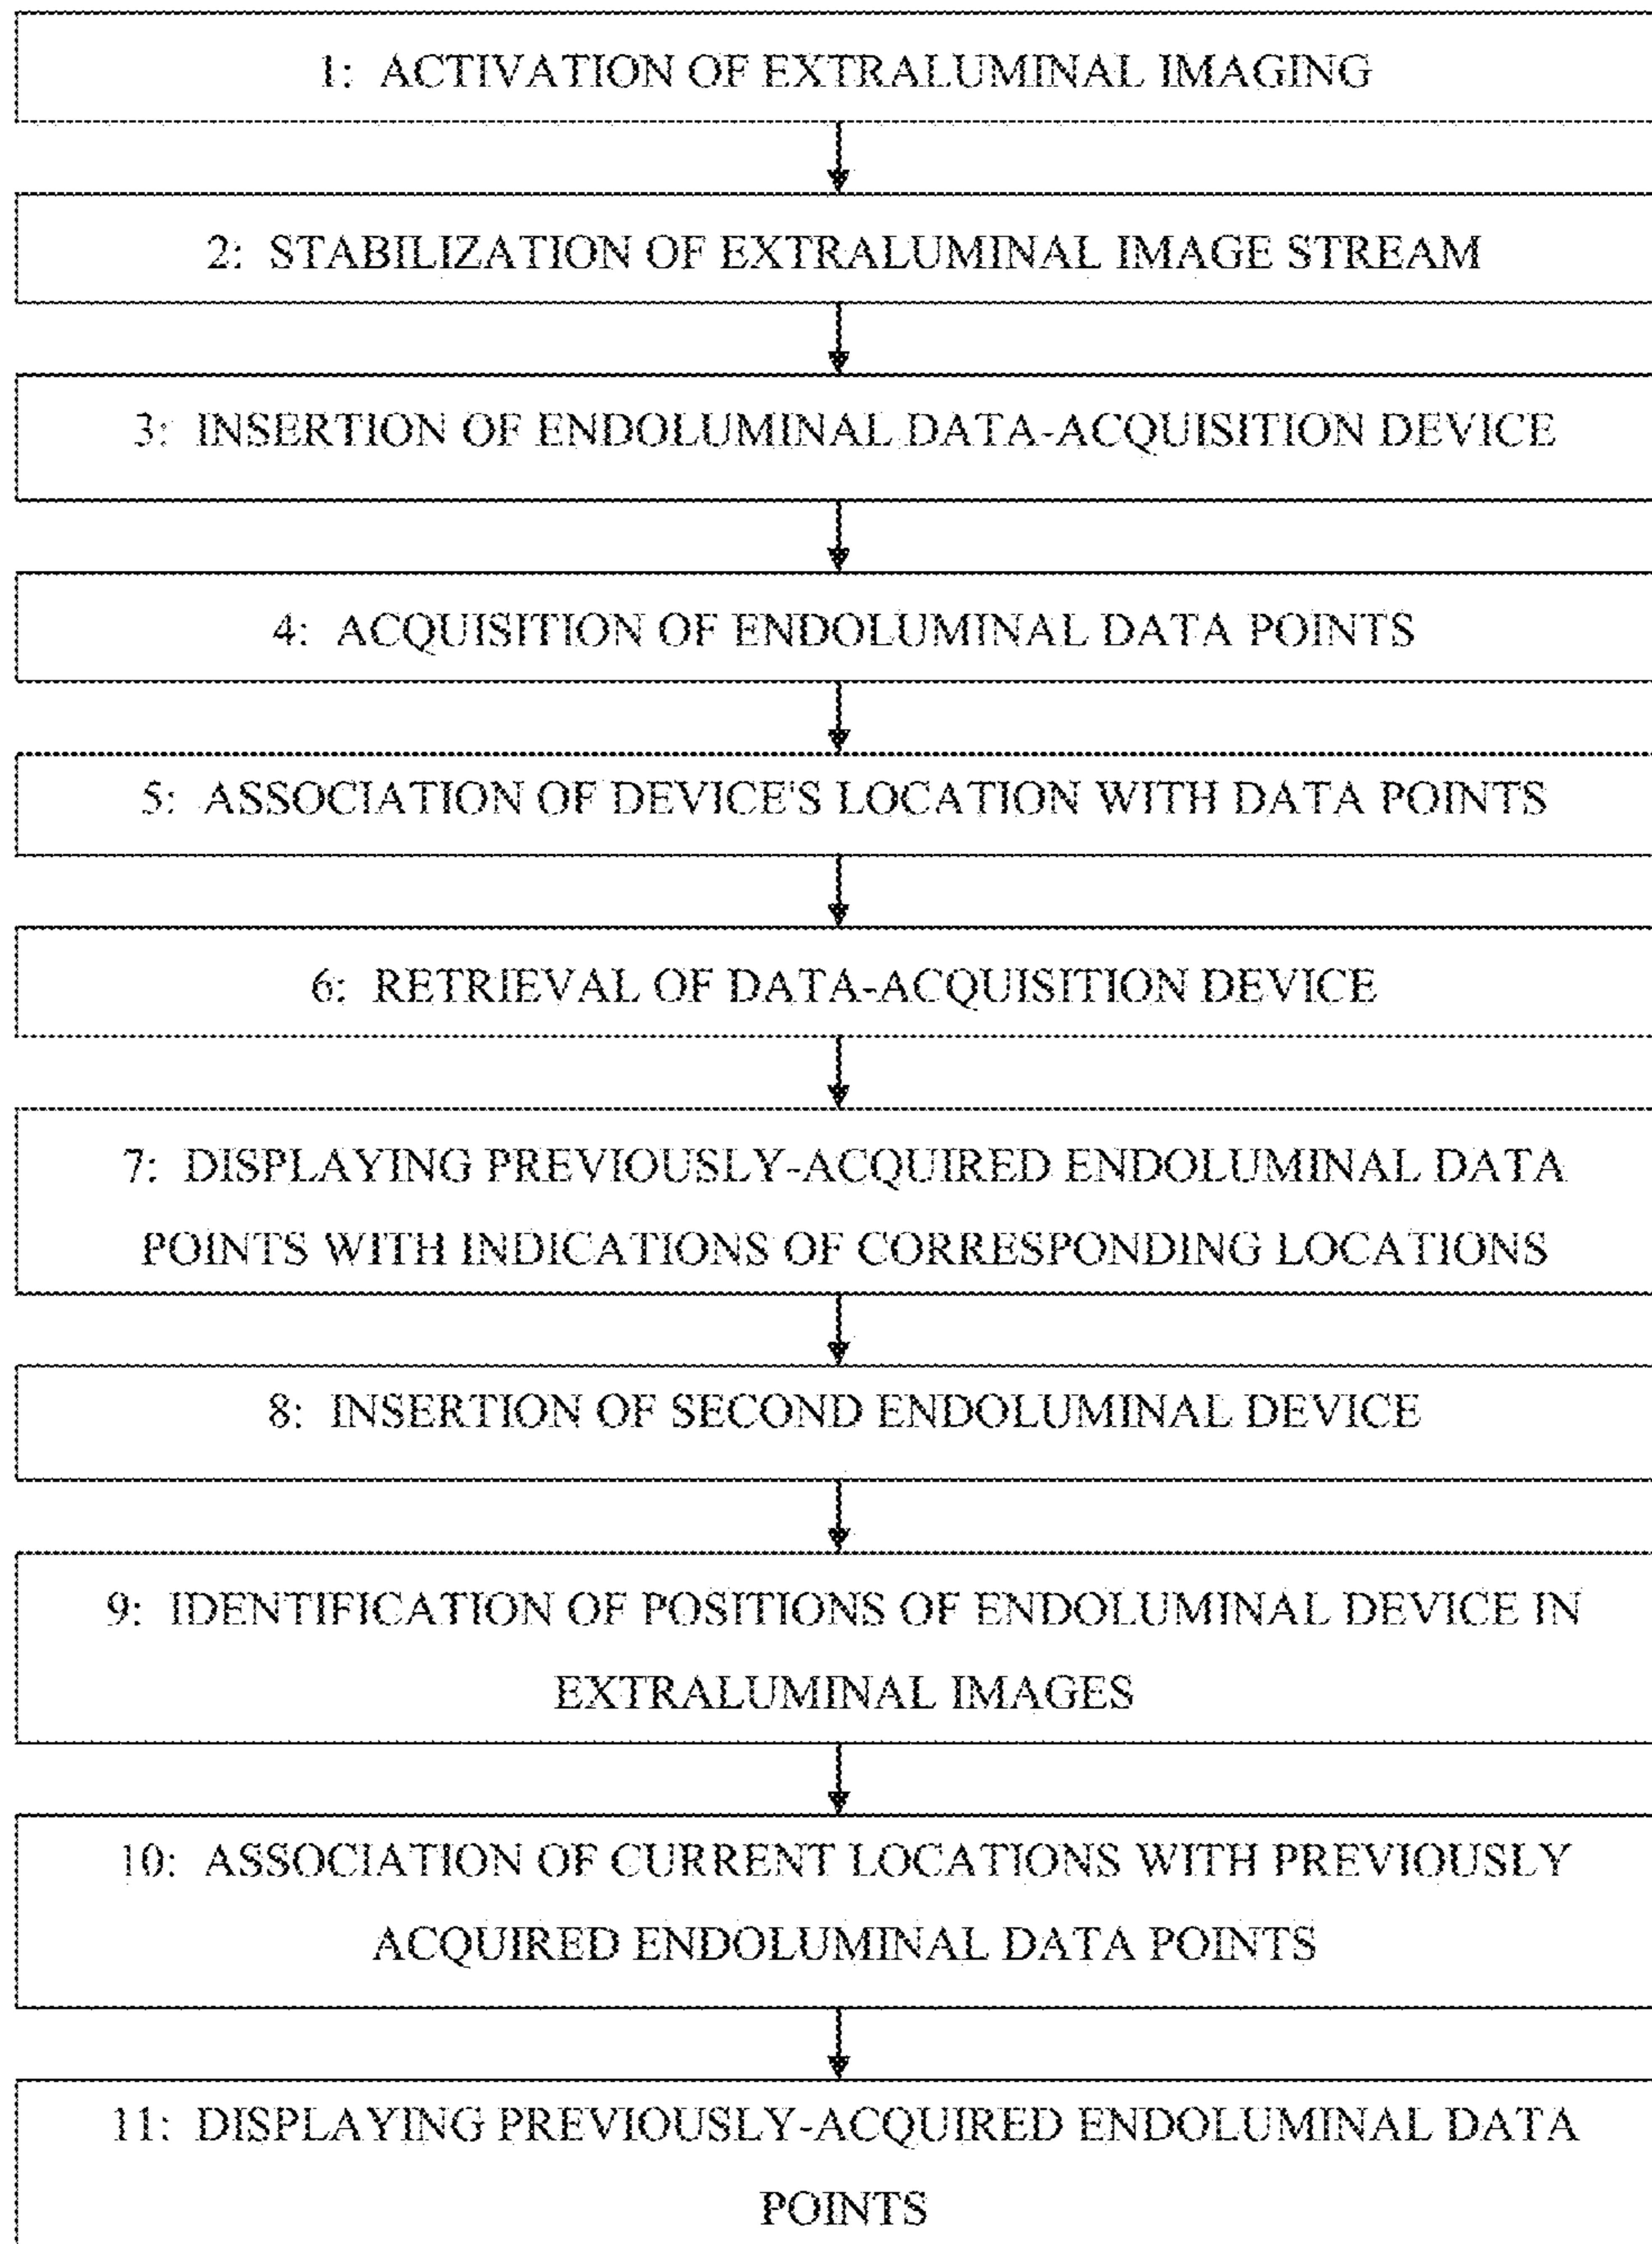 1: ACTIVATION OF EXTRALUMINAL IMAGING
2: STABILIZATION OF EXTRALUMINAL IMAGE STREAM
3: INSERTION OF ENDOLUMINAL DATA-ACQUISITION DEVICE
4: ACQUISITION OF ENDOLUMINAL DATA POINTS
5: ASSOCIATION OF DEVICE'S LOCATION WITH DATA POINTS
6: RETRIEVAL OF DATA-ACQUISITION DEVICE
7: DISPLAYING PREVIOUSLY-ACQUIRED ENDOLUMINAL DATA
POINTS WITH INDICATIONS OF CORRESPONDING LOCATIONS
8: INSERTION OF SECOND ENDOLUMINAL DEVICE
9: IDENTIFICATION OF POSITIONS OF ENDOLUMINAL DEVICE IN
EXTRALUMINAL IMAGES
10: ASSOCIATION OF CURRENT LOCATIONS WITH PREVIOUSLY
ACQUIRED ENDOLUMINAL DATA POINTS
11: DISPLAYING PREVIOUSLY-ACQUIRED ENDOLUMINAL DATA
POINTS